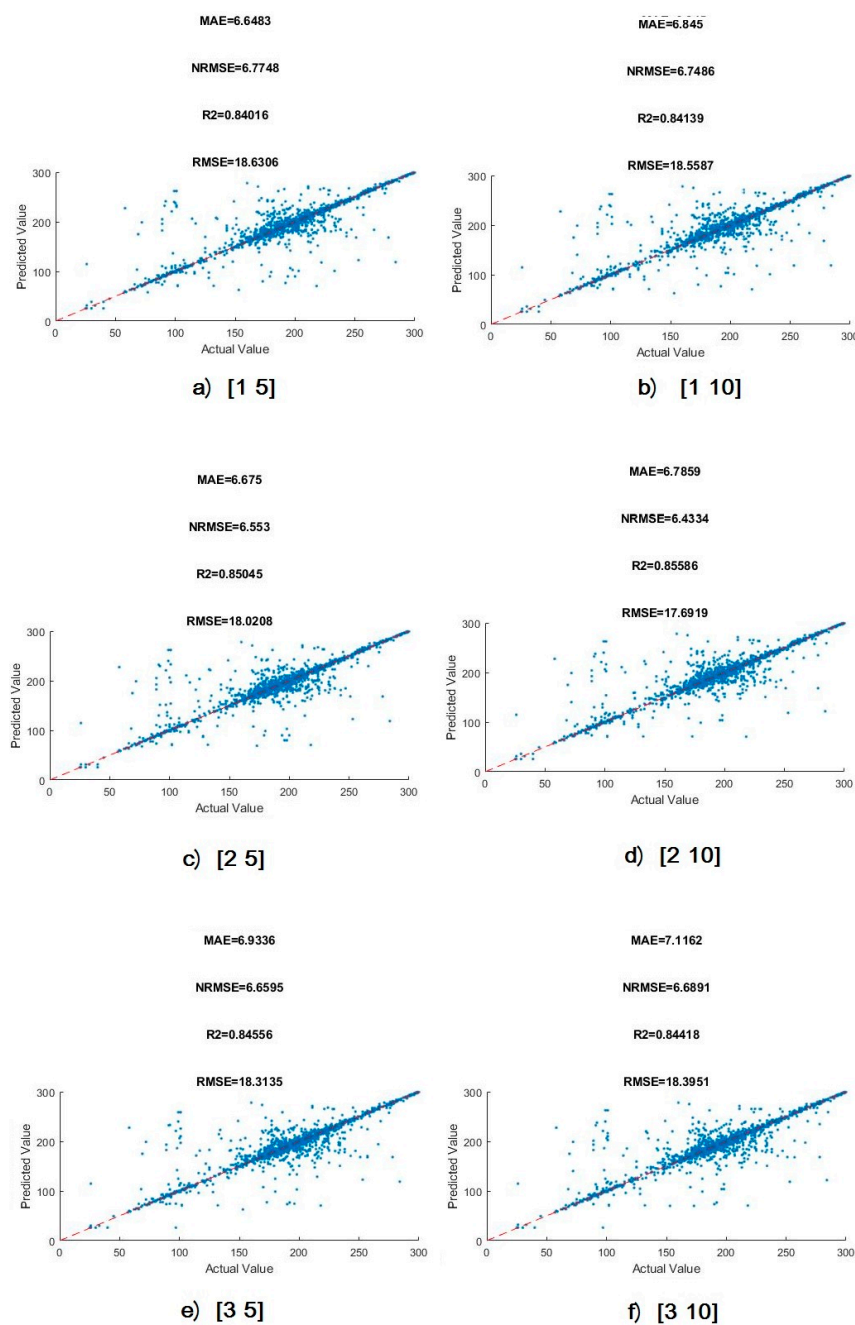 MAE=6.6483
NRMSE=6.7748
R2=0.84016
RMSE=18.6306
300
200
100
0
Predicted Value
0 50 100 150 200 250 300
Actual Value
a) [1 5]
MAE=6.845
NRMSE=6.7486
R2=0.84139
RMSE=18.5587
300
200
100
0
Predicted Value
0 50 100 150 200 250 300
Actual Value
b) [1 10]
MAE=6.675
NRMSE=6.553
R2=0.85045
RMSE=18.0208
300
200
100
0
Predicted Value
0 50 100 150 200 250 300
Actual Value
c) [2 5]
MAE=6.7859
NRMSE=6.4334
R2=0.85586
RMSE=17.6919
300
200
100
0
Predicted Value
0 50 100 150 200 250 300
Actual Value
d) [2 10]
MAE=6.9336
NRMSE=6.6595
R2=0.84556
RMSE=18.3135
300
200
100
0
Predicted Value
0 50 100 150 200 250 300
Actual Value
e) [3 5]
MAE=7.1162
NRMSE=6.6891
R2=0.84418
RMSE=18.3951
300
200
100
0
Predicted Value
0 50 100 150 200 250 300
Actual Value
f) [3 10]